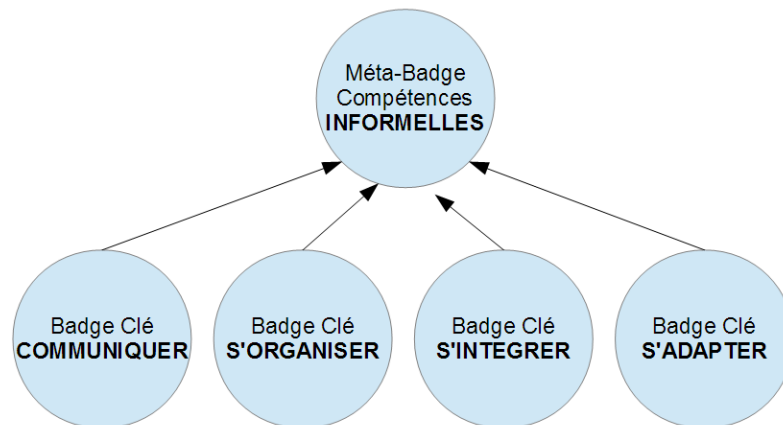 Méta-Badge
Compétences
INFORMELLES
Badge Clé
COMMUNIQUER
Badge Clé
S'ORGANISER
Badge Clé
S'INTEGRER
Badge Clé
S'ADAPTER